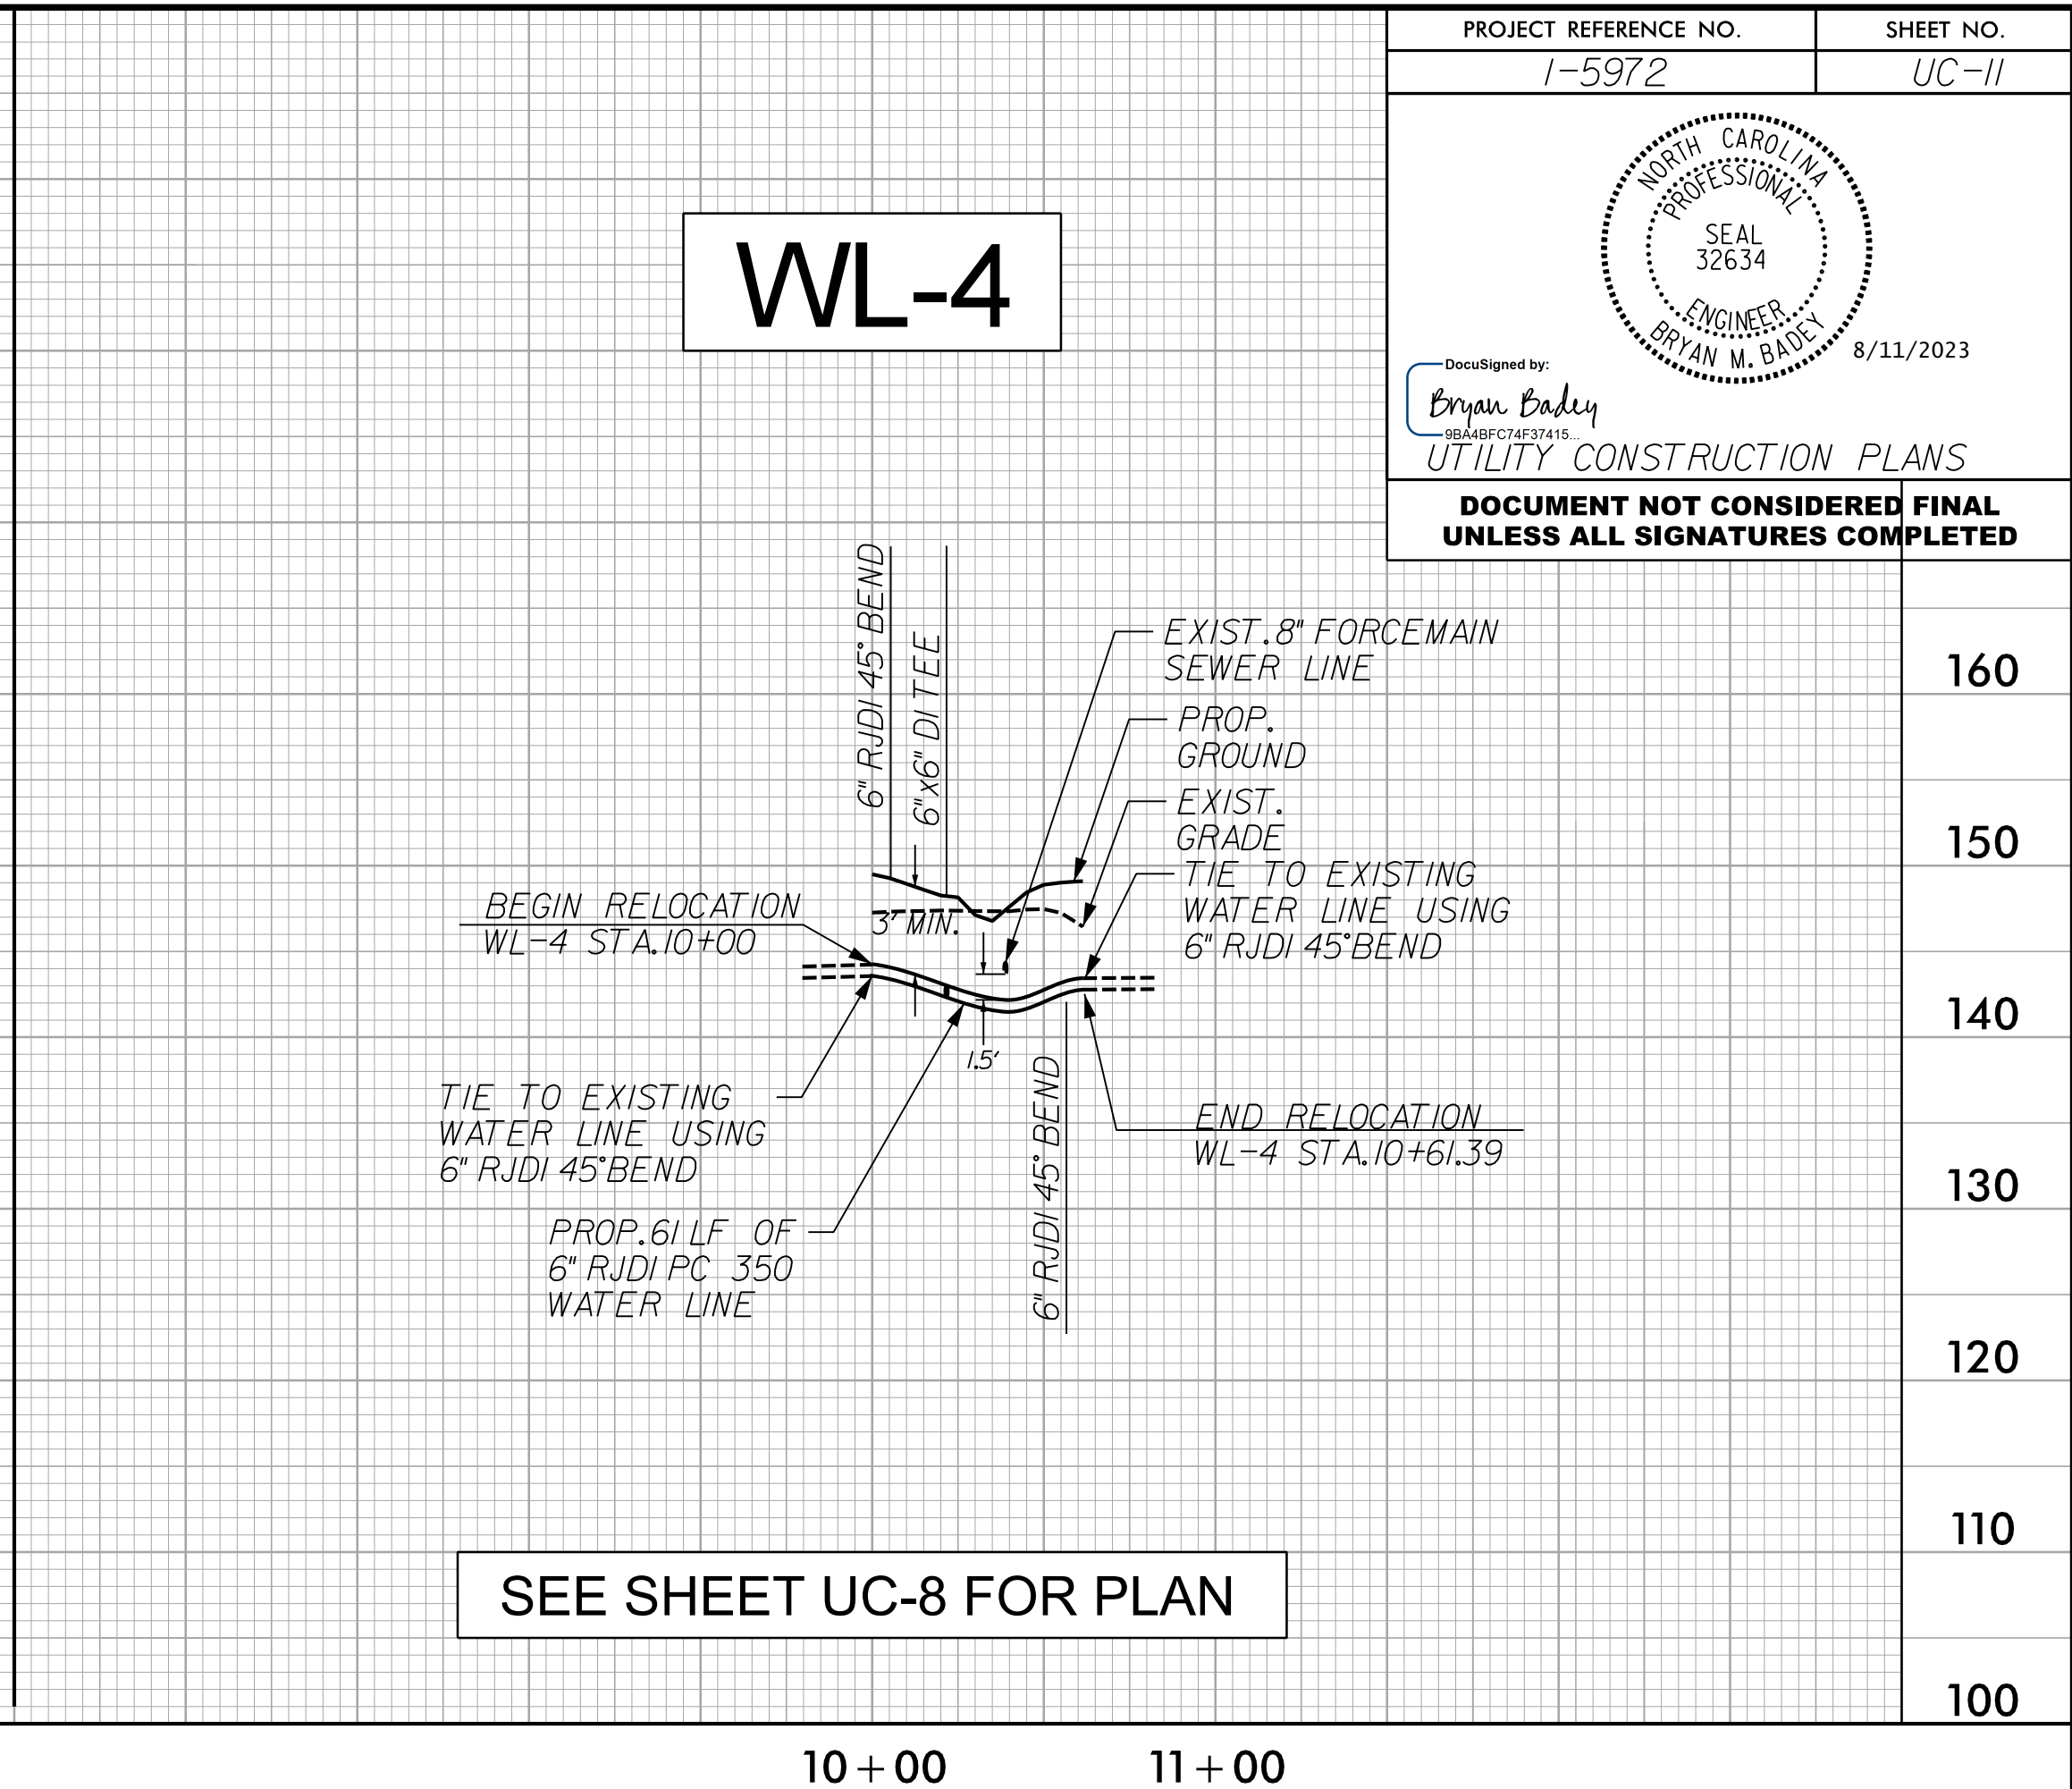 PROJECT REFERENCE NO.
SHEET NO.
I-5972
UC-11
NORTH CAROLINA
PROFESSIONAL
SEAL
32634
ENGINEER
BRYAN M. BADEY
8/11/2023
DocuSigned by:
Bryan Badey
9BA4BFC74F37415...
UTILITY CONSTRUCTION PLANS
DOCUMENT NOT CONSIDERED FINAL
UNLESS ALL SIGNATURES COMPLETED
WL-4
6" RJDI 45° BEND
6"x6" DI TEE
EXIST. 8" FORCEMAIN
SEWER LINE
PROP.
GROUND
EXIST.
GRADE
TIE TO EXISTING
WATER LINE USING
6" RJDI 45° BEND
BEGIN RELOCATION
WL-4 STA. 10+00
3' MIN.
1.5'
TIE TO EXISTING
WATER LINE USING
6" RJDI 45° BEND
PROP. 61 LF OF
6" RJDI PC 350
WATER LINE
6" RJDI 45° BEND
END RELOCATION
WL-4 STA. 10+61.39
160
150
140
130
120
110
100
SEE SHEET UC-8 FOR PLAN
10+00
11+00